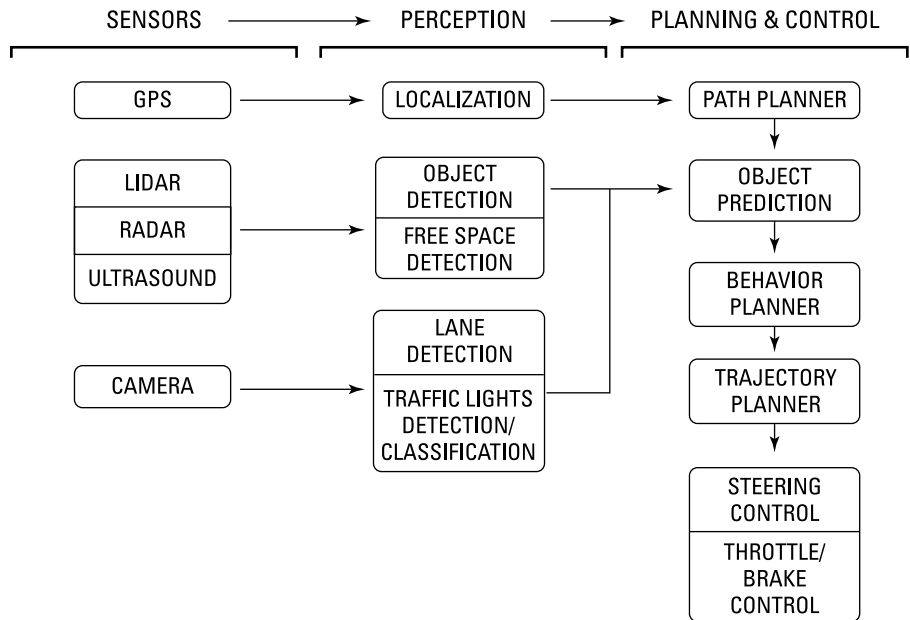 SENSORS
PERCEPTION
PLANNING & CONTROL
GPS
LOCALIZATION
PATH PLANNER
LIDAR
RADAR
ULTRASOUND
OBJECT
DETECTION
FREE SPACE
DETECTION
OBJECT
PREDICTION
BEHAVIOR
PLANNER
CAMERA
LANE
DETECTION
TRAFFIC LIGHTS
DETECTION/
CLASSIFICATION
TRAJECTORY
PLANNER
STEERING
CONTROL
THROTTLE/
BRAKE
CONTROL